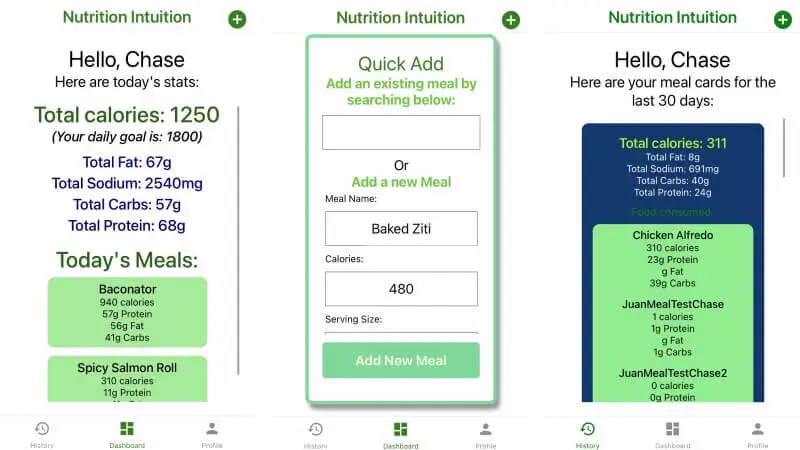 Nutrition Intuition
Hello, Chase
Here are today's stats:
Total calories: 1250
(Your daily goal is: 1800)
Total Fat: 67g
Total Sodium: 2540mg
Total Carbs: 57g
Total Protein: 68g
Today's Meals:
Baconator
940 calories
57g Protein
56g Fat
41g Carbs
Spicy Salmon Roll
310 calories
11g Protein
History
Dashboard
Profile
Nutrition Intuition
Quick Add
Add an existing meal by
searching below:
Or
Add a new Meal
Meal Name:
Baked Ziti
Calories:
480
Serving Size:
Add New Meal
History
Dashboard
Profile
Nutrition Intuition
Hello, Chase
Here are your meal cards for the
last 30 days:
Total calories: 311
Total Fat: 8g
Total Sodium: 691mg
Total Carbs: 40g
Total Protein: 24g
Food consumed:
Chicken Alfredo
310 calories
23g Protein
g Fat
39g Carbs
JuanMealTestChase
1 calories
1g Protein
g Fat
1g Carbs
JuanMealTestChase2
0 calories
0g Protein
History
Dashboard
Profile